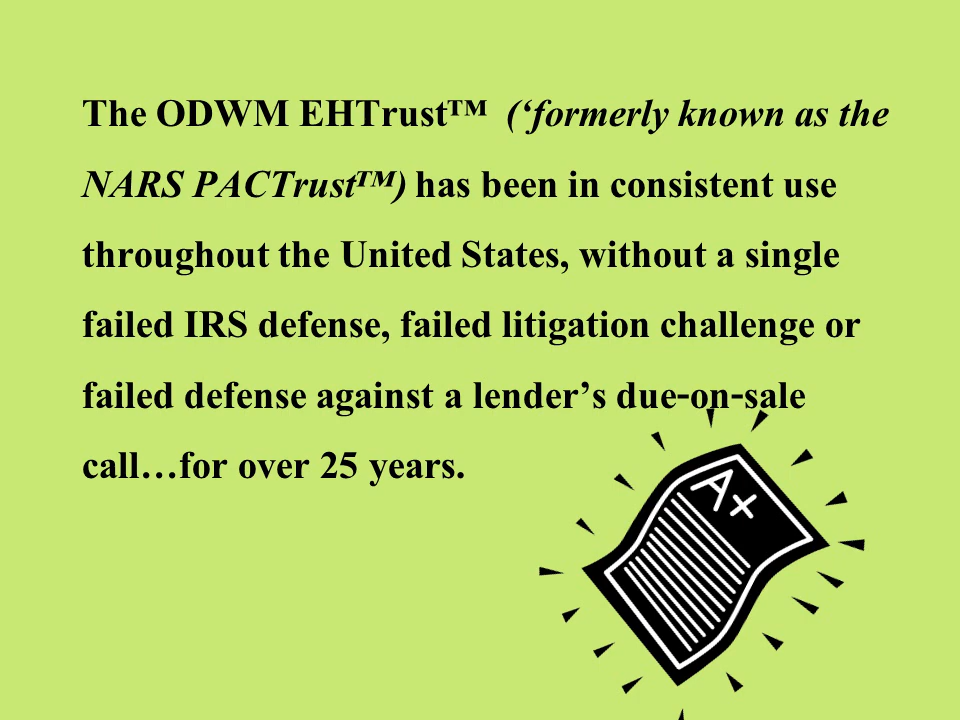 The ODWM EHTrust™ (‘formerly known as the
NARS PACTrust™) has been in consistent use
throughout the United States, without a single
failed IRS defense, failed litigation challenge or
failed defense against a lender’s due-on-sale
call…for over 25 years.
A+